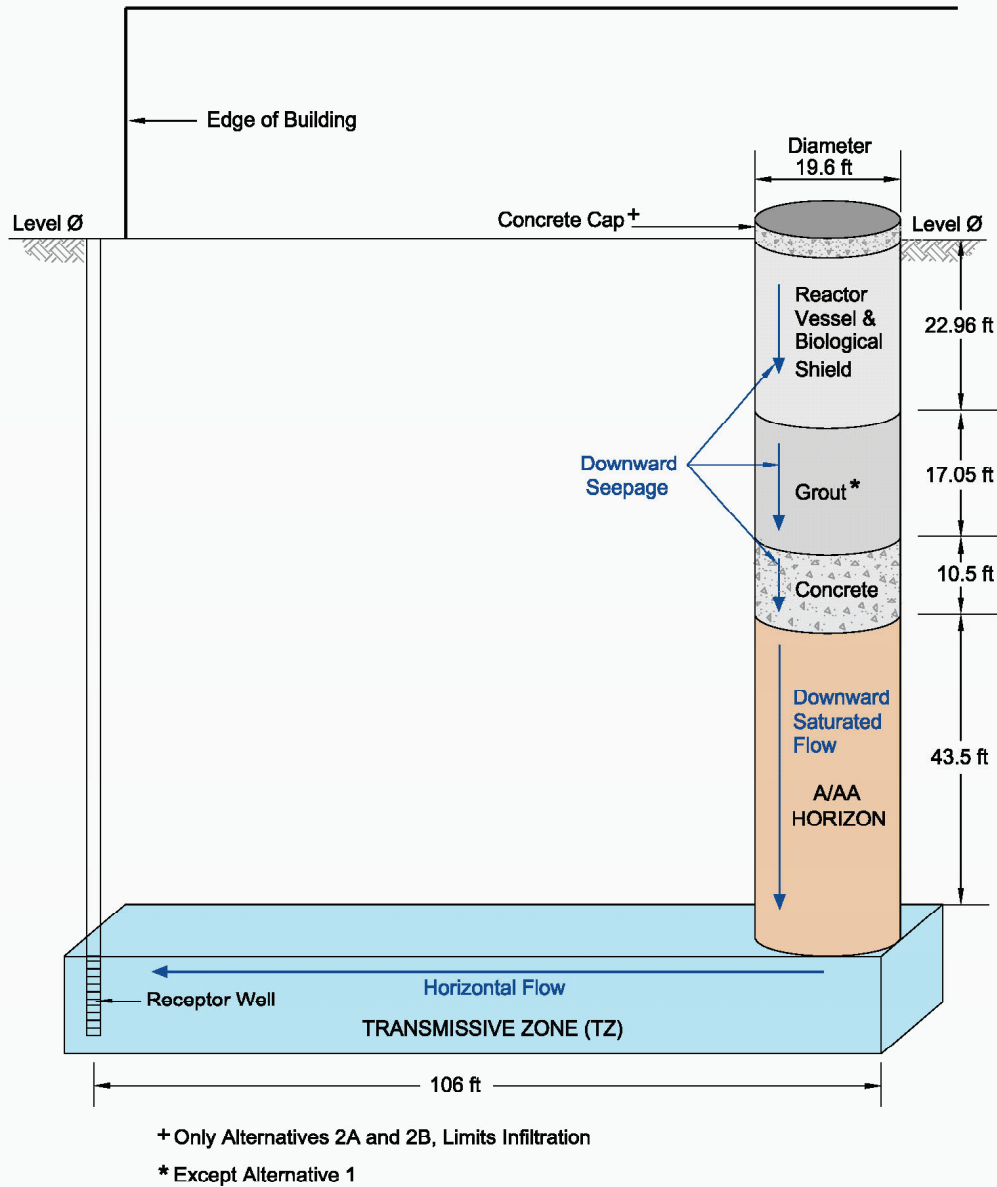 Edge of Building
Diameter
19.6 ft
Level Ø
Concrete Cap +
Level Ø
Reactor
Vessel &
Biological
Shield
22.96 ft
Downward
Seepage
Grout *
17.05 ft
Concrete
10.5 ft
Downward
Saturated
Flow
A/AA
HORIZON
43.5 ft
Horizontal Flow
Receptor Well
TRANSMISSIVE ZONE (TZ)
106 ft
+ Only Alternatives 2A and 2B, Limits Infiltration
* Except Alternative 1